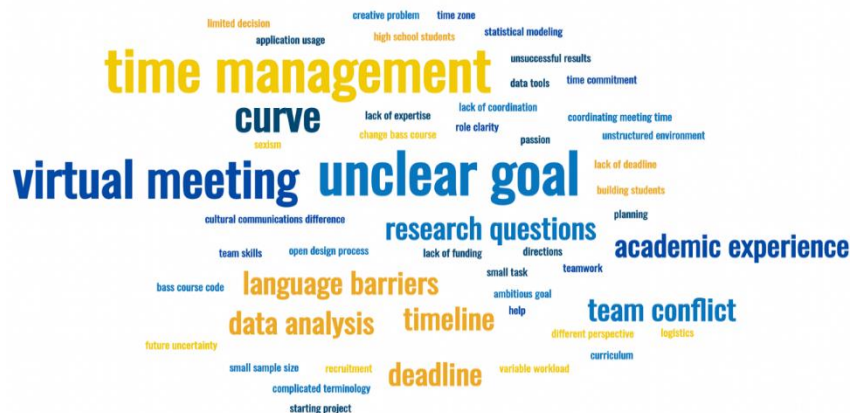 creative problem
time zone
limited decision
statistical modeling
application usage
high school students
time management
unsuccessful results
data tools
time commitment
curve
lack of expertise
lack of coordination
coordinating meeting time
role clarity
change bass course
unstructured environment
sexism
passion
virtual meeting
unclear goal
lack of deadline
building students
cultural communications difference
research questions
planning
academic experience
team skills
open design process
lack of funding
directions
small task
teamwork
bass course code
language barriers
ambitious goal
team conflict
data analysis
timeline
help
different perspective
logistics
future uncertainty
curriculum
small sample size
recruitment
deadline
variable workload
complicated terminology
starting project